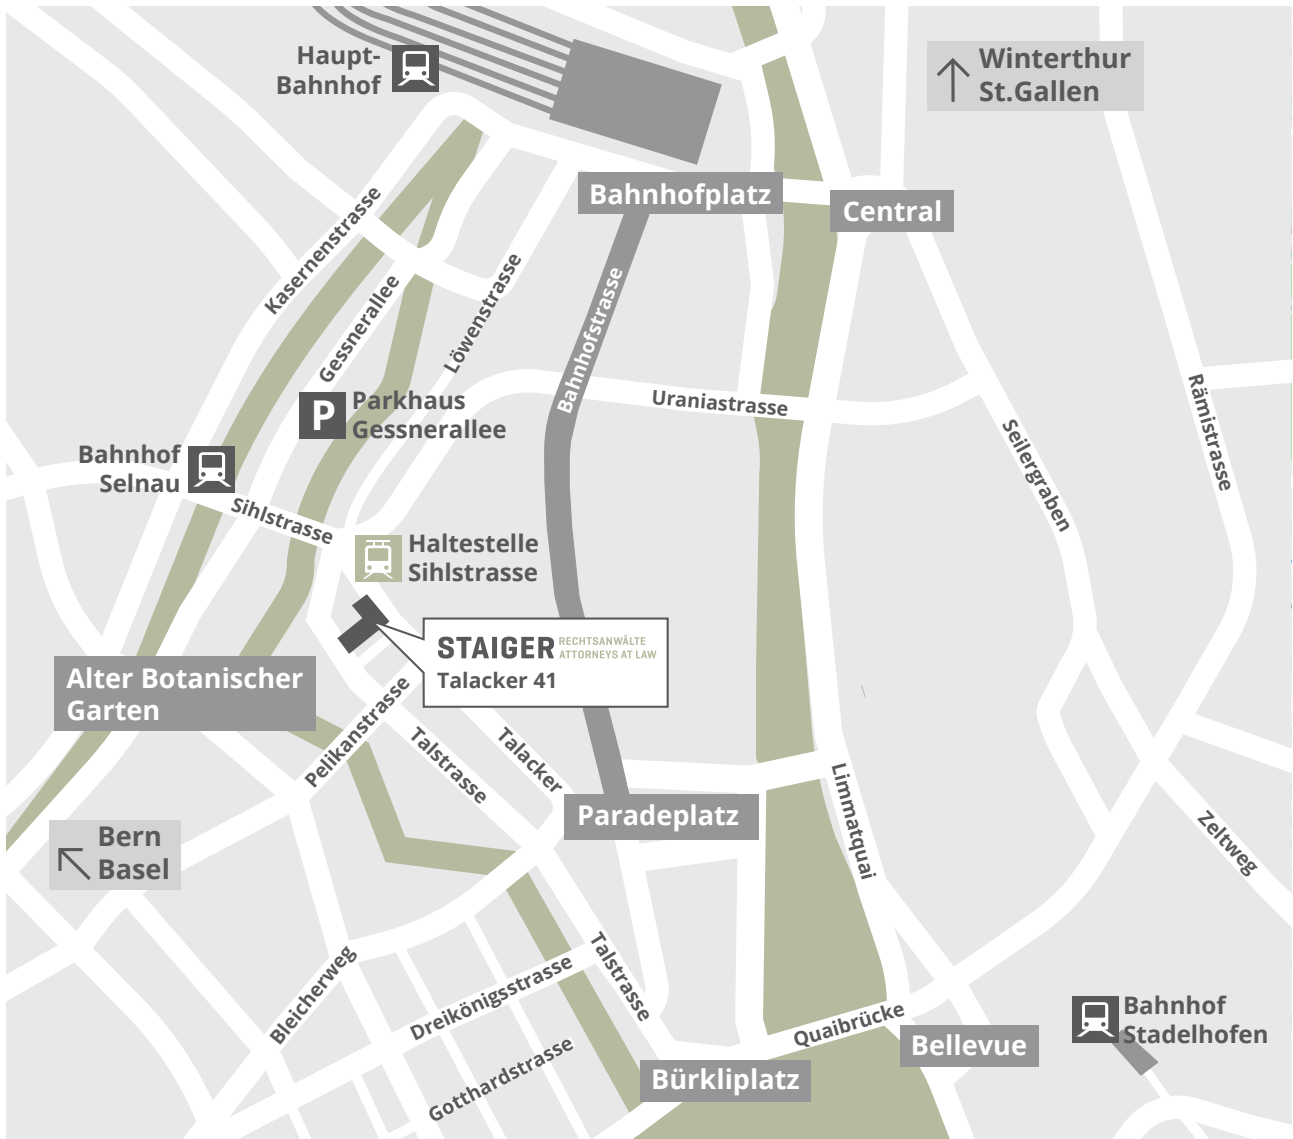 Haupt-
Bahnhof
Winterthur
St.Gallen
Bahnhofplatz
Central
Kasernenstrasse
Gessnerallee
Löwenstrasse
Bahnhofstrasse
Uraniastrasse
Rämistrasse
Seilergraben
P
Parkhaus
Gessnerallee
Bahnhof
Selnau
Sihlstrasse
Haltestelle
Sihlstrasse
STAIGER
RECHTSANWÄLTE
ATTORNEYS AT LAW
Talacker 41
Alter Botanischer
Garten
Pelikanstrasse
Talstrasse
Talacker
Paradeplatz
Limmatquai
Zeltweg
Bern
Basel
Bleicherweg
Dreikönigsstrasse
Talstrasse
Gotthardstrasse
Quaibrücke
Bellevue
Bürkliplatz
Bahnhof
Stadelhofen